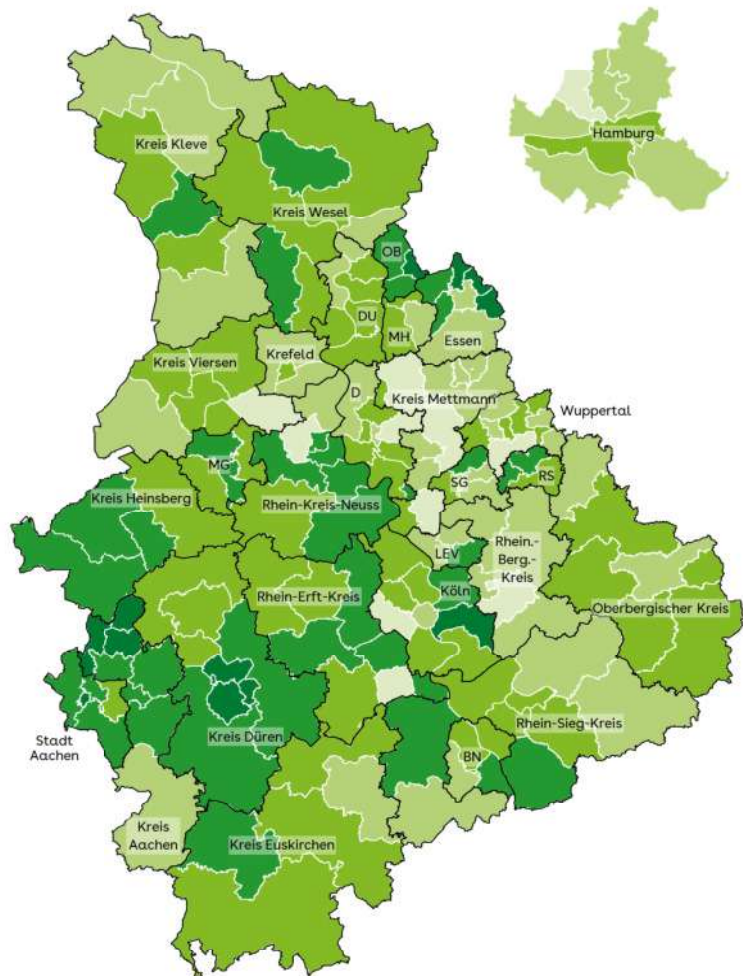 Hamburg
Kreis Kleve
Kreis Wesel
OB
DU
MH
Essen
Krefeld
Kreis Viersen
D
Kreis Mettmann
Wuppertal
MG
SG
RS
Kreis Heinsberg
Rhein-Kreis-Neuss
LEV
Rhein.-
Berg.-
Kreis
Köln
Rhein-Erft-Kreis
Oberbergischer Kreis
Rhein-Sieg-Kreis
Stadt
Aachen
Kreis Düren
BN
Kreis
Aachen
Kreis Euskirchen